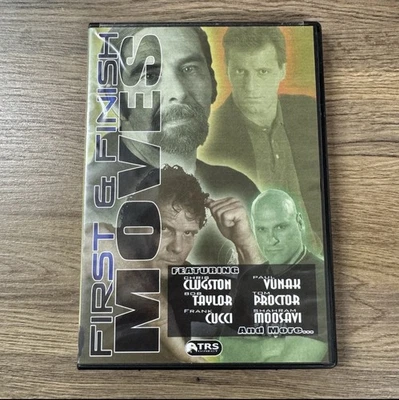 FIRST & FINISH
MOVES
FEATURING
CHRIS
CLUGSTON
BOB
TAYLOR
FRANK
CUCCI
PAUL
VUNAK
TOM
PROCTOR
SHAHRAM
MOOSAVI
And More...
TRS